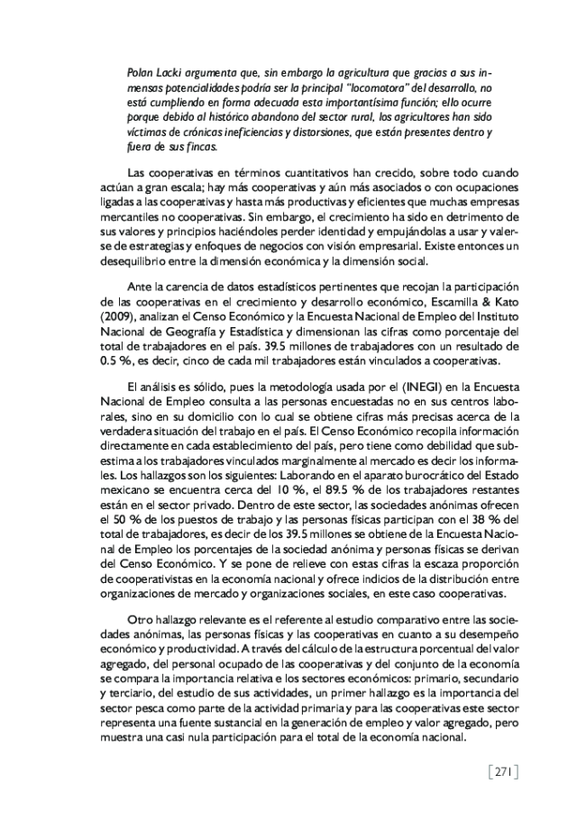 Polan Lacki argumenta que, sin embargo la agricultura que gracias a sus in-
mensas potencialidades podría ser la principal “locomotora” del desarrollo, no
está cumpliendo en forma adecuada esta importantísima función; ello ocurre
porque debido al histórico abandono del sector rural, los agricultores han sido
víctimas de crónicas ineficiencias y distorsiones, que están presentes dentro y
fuera de sus fincas.
Las cooperativas en términos cuantitativos han crecido, sobre todo cuando
actúan a gran escala; hay más cooperativas y aún más asociados o con ocupaciones
ligadas a las cooperativas y hasta más productivas y eficientes que muchas empresas
mercantiles no cooperativas. Sin embargo, el crecimiento ha sido en detrimento de
sus valores y principios haciéndoles perder identidad y empujándolas a usar y valer-
se de estrategias y enfoques de negocios con visión empresarial. Existe entonces un
desequilibrio entre la dimensión económica y la dimensión social.
Ante la carencia de datos estadísticos pertinentes que recojan la participación
de las cooperativas en el crecimiento y desarrollo económico, Escamilla & Kato
(2009), analizan el Censo Económico y la Encuesta Nacional de Empleo del Instituto
Nacional de Geografía y Estadística y dimensionan las cifras como porcentaje del
total de trabajadores en el país. 39.5 millones de trabajadores con un resultado de
0.5 %, es decir, cinco de cada mil trabajadores están vinculados a cooperativas.
El análisis es sólido, pues la metodología usada por el (INEGI) en la Encuesta
Nacional de Empleo consulta a las personas encuestadas no en sus centros labo-
rales, sino en su domicilio con lo cual se obtiene cifras más precisas acerca de la
verdadera situación del trabajo en el país. El Censo Económico recopila información
directamente en cada establecimiento del país, pero tiene como debilidad que sub-
estima a los trabajadores vinculados marginalmente al mercado es decir los informa-
les. Los hallazgos son los siguientes: Laborando en el aparato burocrático del Estado
mexicano se encuentra cerca del 10 %, el 89.5 % de los trabajadores restantes
están en el sector privado. Dentro de este sector, las sociedades anónimas ofrecen
el 50 % de los puestos de trabajo y las personas físicas participan con el 38 % del
total de trabajadores, es decir de los 39.5 millones se obtiene de la Encuesta Nacio-
nal de Empleo los porcentajes de la sociedad anónima y personas físicas se derivan
del Censo Económico. Y se pone de relieve con estas cifras la escaza proporción
de cooperativistas en la economía nacional y ofrece indicios de la distribución entre
organizaciones de mercado y organizaciones sociales, en este caso cooperativas.
Otro hallazgo relevante es el referente al estudio comparativo entre las socie-
dades anónimas, las personas físicas y las cooperativas en cuanto a su desempeño
económico y productividad. A través del cálculo de la estructura porcentual del valor
agregado, del personal ocupado de las cooperativas y del conjunto de la economía
se compara la importancia relativa e los sectores económicos: primario, secundario
y terciario, del estudio de sus actividades, un primer hallazgo es la importancia del
sector pesca como parte de la actividad primaria y para las cooperativas este sector
representa una fuente sustancial en la generación de empleo y valor agregado, pero
muestra una casi nula participación para el total de la economía nacional.
[271]